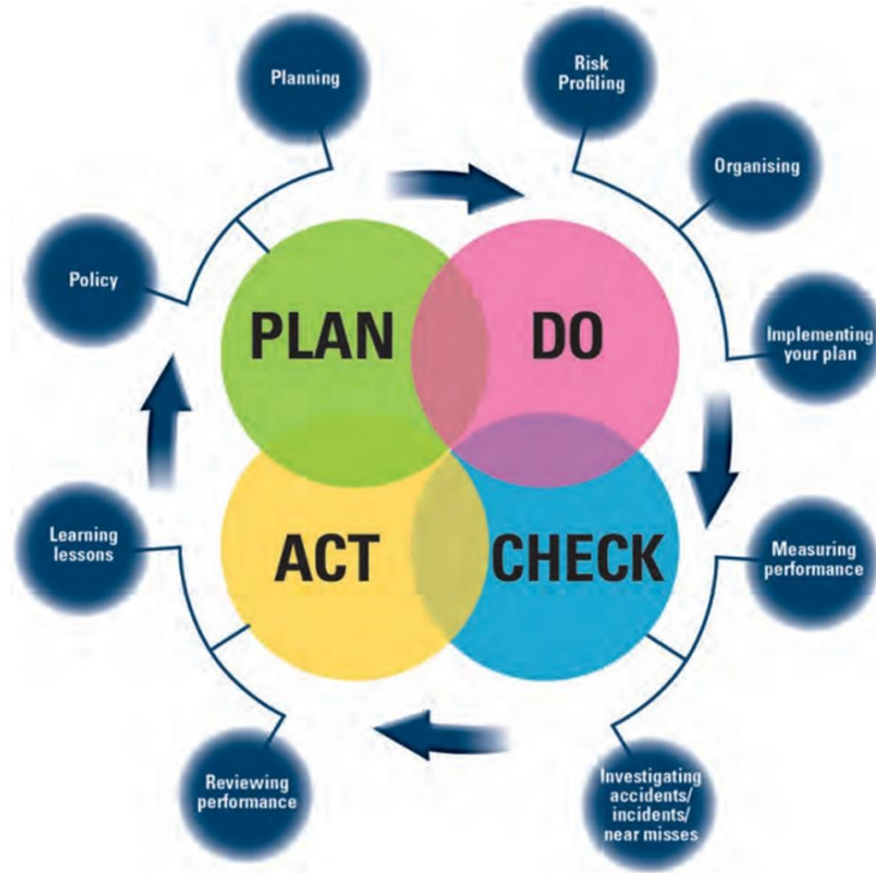 Planning
Risk
Profiling
Organising
Policy
PLAN
DO
Implementing
your plan
Learning
lessons
ACT
CHECK
Measuring
performance
Reviewing
performance
Investigating
accidents/
incidents/
near misses